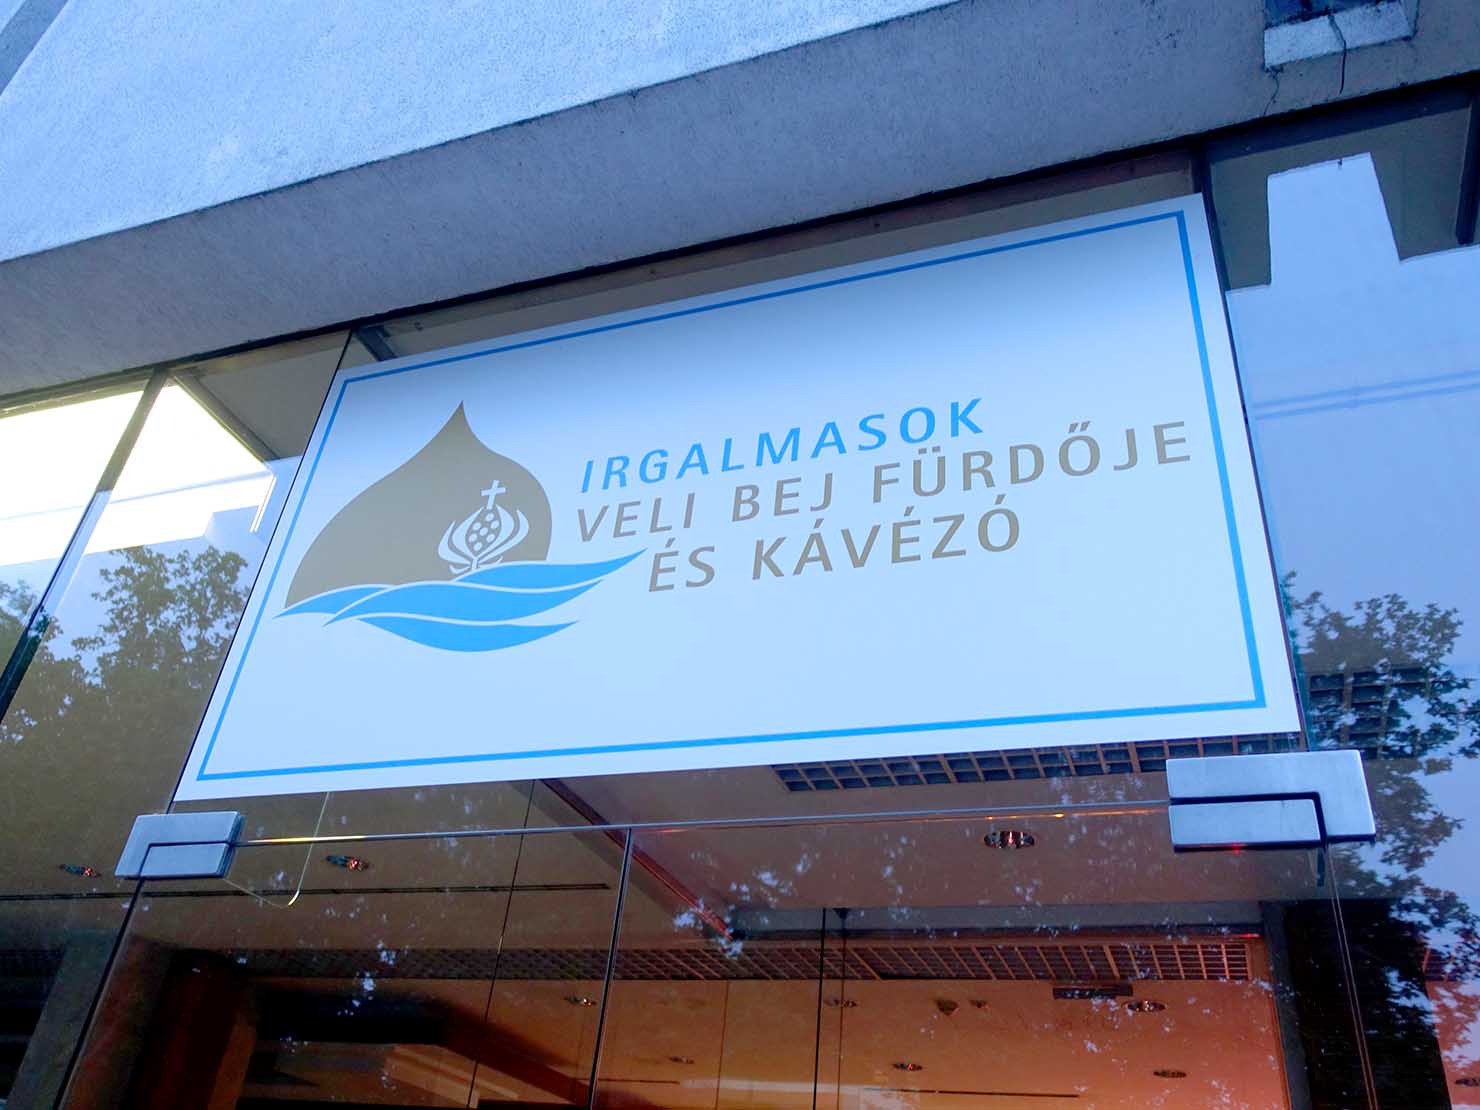 IRGALMASOK
VELI BEJ FÜRDŐJE
ÉS KÁVÉZÓ